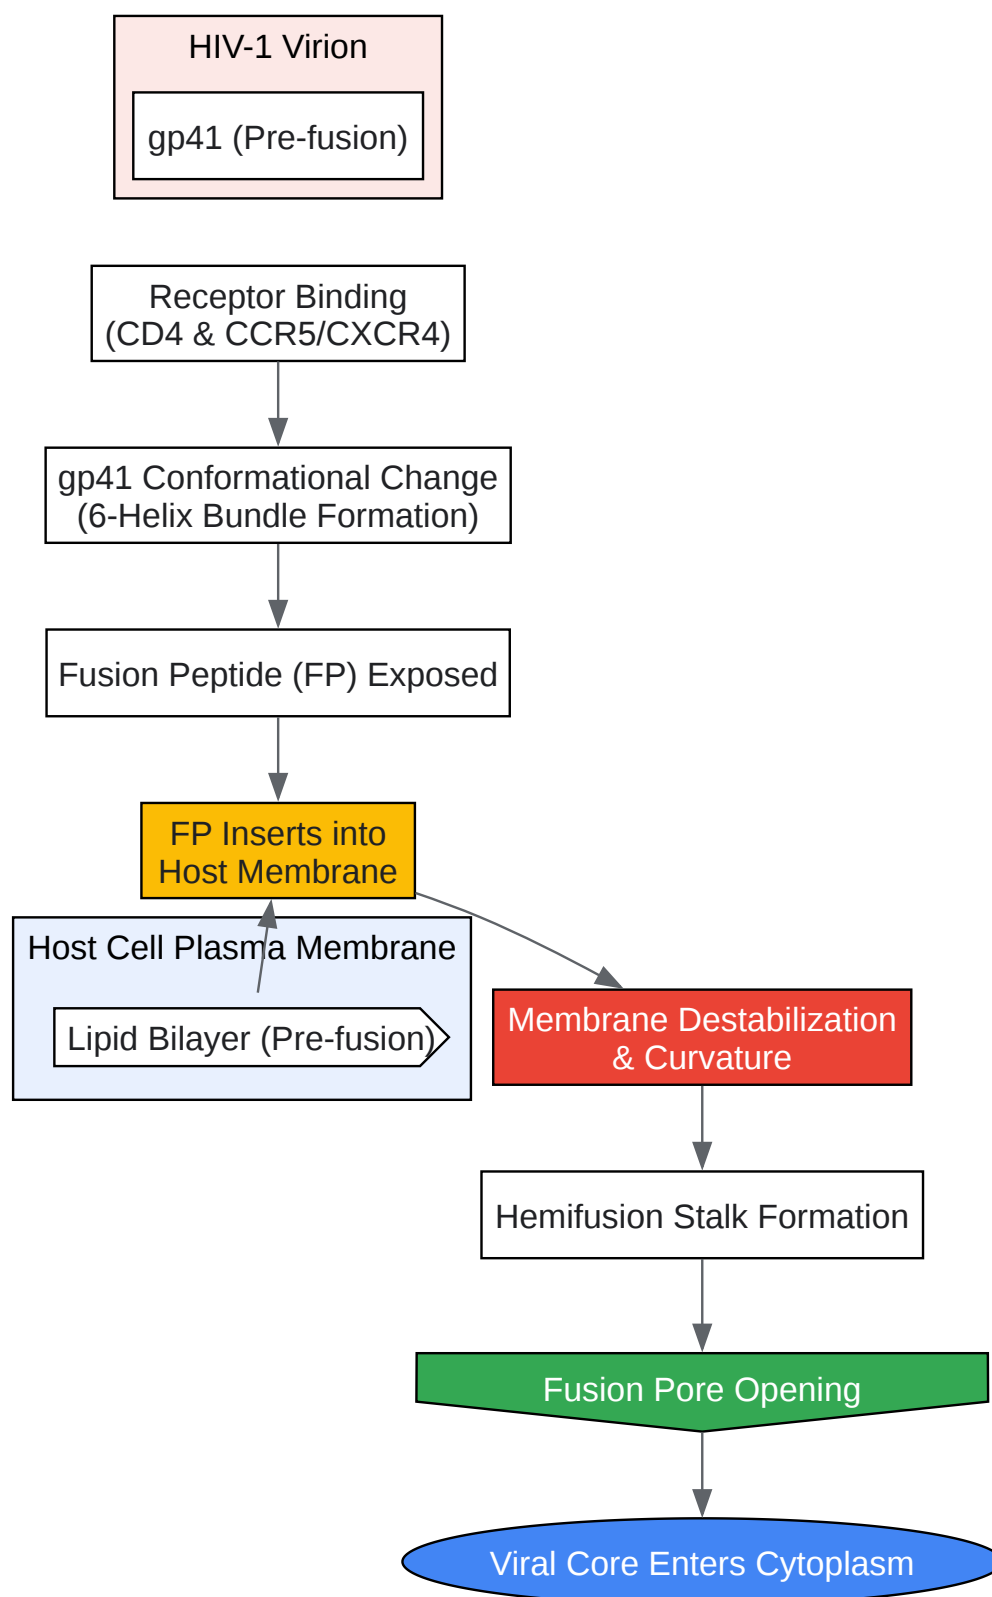 HIV-1 Virion
gp41 (Pre-fusion)
Receptor Binding
(CD4 & CCR5/CXCR4)
gp41 Conformational Change
(6-Helix Bundle Formation)
Fusion Peptide (FP) Exposed
FP Inserts into
Host Membrane
Host Cell Plasma Membrane
Lipid Bilayer (Pre-fusion)
Membrane Destabilization
& Curvature
Hemifusion Stalk Formation
Fusion Pore Opening
Viral Core Enters Cytoplasm